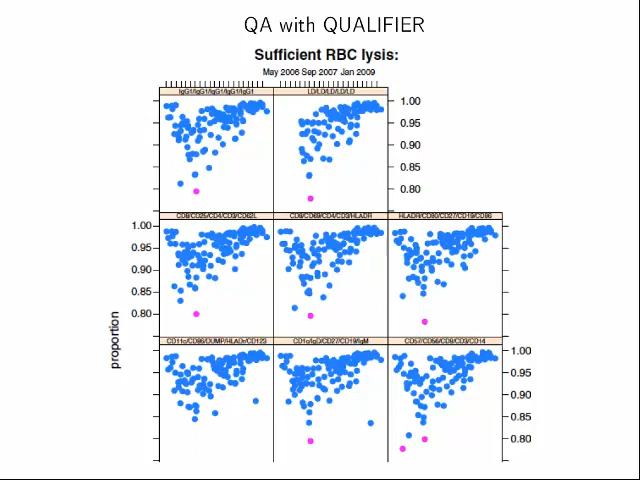 QA with QUALIFIER
Sufficient RBC lysis:
May 2006 Sep 2007 Jan 2009
IgG1/IgG1/IgG1/IgG1/IgG1/IgG1
LD/LD/LD/LD/LD
1.00
0.95
0.90
0.85
0.80
CD8/CD25/CD4/CD3/CD62L
CD8/CD69/CD4/CD3/HLADR
HLADR/CD80/CD27/CD19/CD86
1.00
0.95
0.90
0.85
0.80
proportion
CD11c/CD86/DUMP/HLADr/CD123
CD1c/IgD/CD27/CD19/IgM
CD57/CD56/CD8/CD3/CD14
1.00
0.95
0.90
0.85
0.80